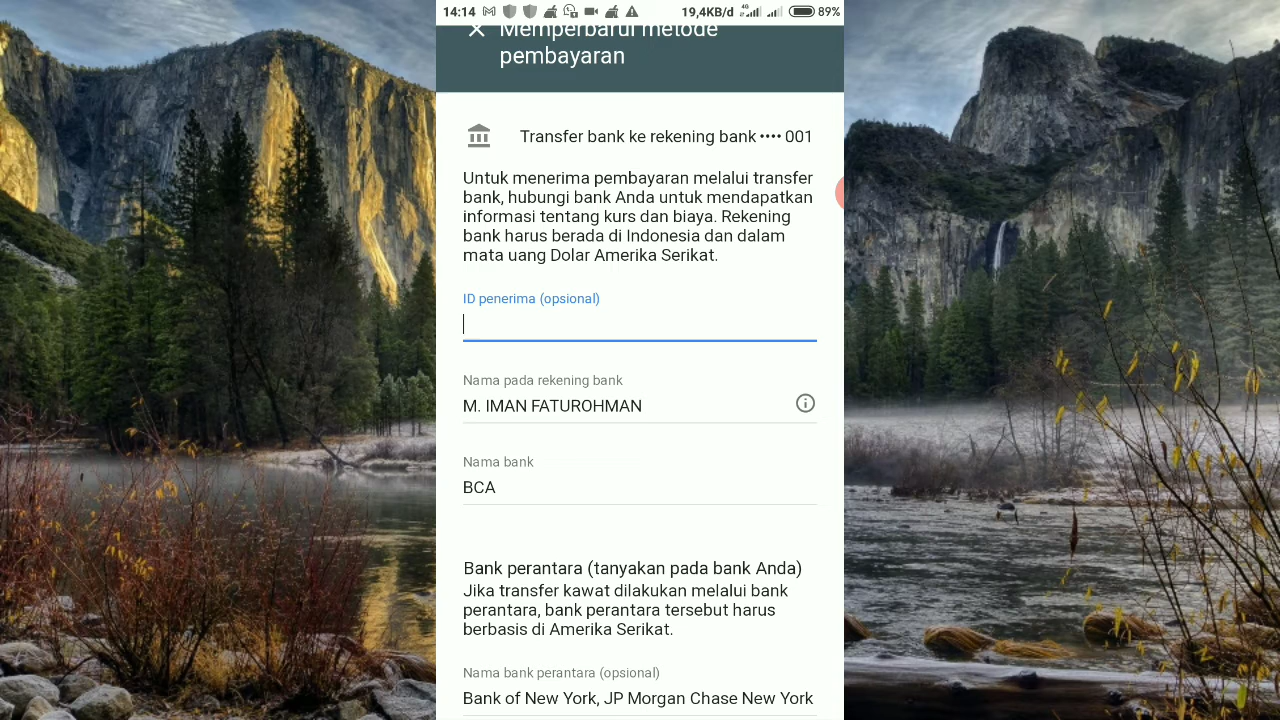 14:14 19,4KB/d 4G 89%
Memperbarui metode
pembayaran
Transfer bank ke rekening bank •••• 001
Untuk menerima pembayaran melalui transfer
bank, hubungi bank Anda untuk mendapatkan
informasi tentang kurs dan biaya. Rekening
bank harus berada di Indonesia dan dalam
mata uang Dolar Amerika Serikat.
ID penerima (opsional)
Nama pada rekening bank
M. IMAN FATUROHMAN
Nama bank
BCA
Bank perantara (tanyakan pada bank Anda)
Jika transfer kawat dilakukan melalui bank
perantara, bank perantara tersebut harus
berbasis di Amerika Serikat.
Nama bank perantara (opsional)
Bank of New York, JP Morgan Chase New York